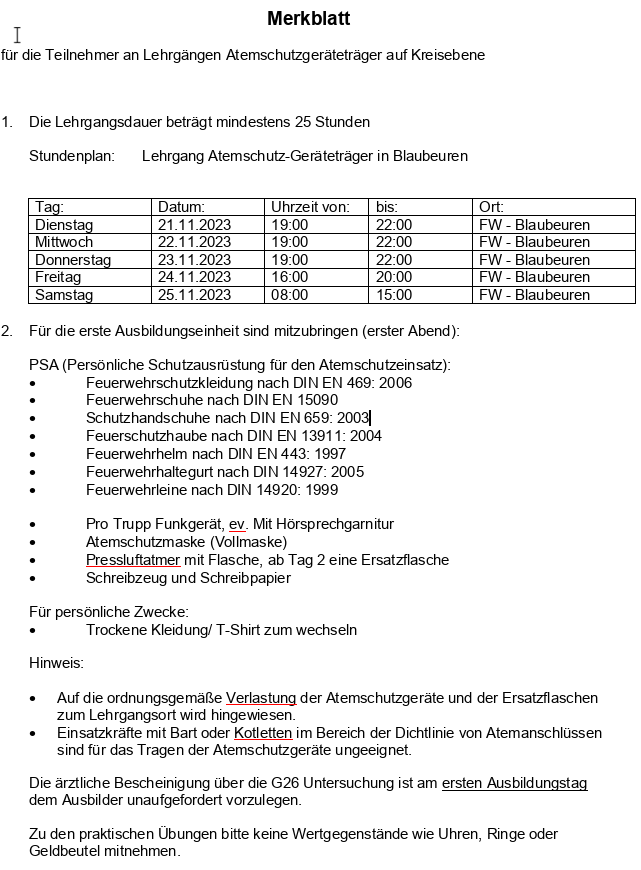 Merkblatt
für die Teilnehmer an Lehrgängen Atemschutzgeräteträger auf Kreisebene
1. Die Lehrgangsdauer beträgt mindestens 25 Stunden
Stundenplan: Lehrgang Atemschutz-Geräteträger in Blaubeuren
Tag: Datum: Uhrzeit von: bis: Ort:
Dienstag 21.11.2023 19:00 22:00 FW - Blaubeuren
Mittwoch 22.11.2023 19:00 22:00 FW - Blaubeuren
Donnerstag 23.11.2023 19:00 22:00 FW - Blaubeuren
Freitag 24.11.2023 16:00 20:00 FW - Blaubeuren
Samstag 25.11.2023 08:00 15:00 FW - Blaubeuren
2. Für die erste Ausbildungseinheit sind mitzubringen (erster Abend):
PSA (Persönliche Schutzausrüstung für den Atemschutzeinsatz):
• Feuerwehrschutzkleidung nach DIN EN 469: 2006
• Feuerwehrschuhe nach DIN EN 15090
• Schutzhandschuhe nach DIN EN 659: 2003
• Feuerschutzhaube nach DIN EN 13911: 2004
• Feuerwehrhelm nach DIN EN 443: 1997
• Feuerwehrhaltegurt nach DIN 14927: 2005
• Feuerwehrleine nach DIN 14920: 1999
• Pro Trupp Funkgerät, ev. Mit Hörsprechgarnitur
• Atemschutzmaske (Vollmaske)
• Pressluftatmer mit Flasche, ab Tag 2 eine Ersatzflasche
• Schreibzeug und Schreibpapier
Für persönliche Zwecke:
• Trockene Kleidung/ T-Shirt zum wechseln
Hinweis:
• Auf die ordnungsgemäße Verlastung der Atemschutzgeräte und der Ersatzflaschen
zum Lehrgangsort wird hingewiesen.
• Einsatzkräfte mit Bart oder Kotletten im Bereich der Dichtlinie von Atemanschlüssen
sind für das Tragen der Atemschutzgeräte ungeeignet.
Die ärztliche Bescheinigung über die G26 Untersuchung ist am ersten Ausbildungstag
dem Ausbilder unaufgefordert vorzulegen.
Zu den praktischen Übungen bitte keine Wertgegenstände wie Uhren, Ringe oder
Geldbeutel mitnehmen.